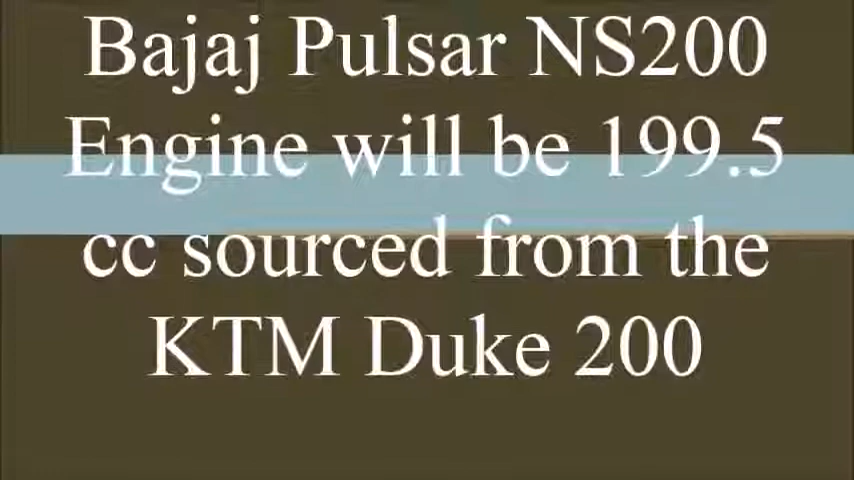 Bajaj Pulsar NS200
Engine will be 199.5
cc sourced from the
KTM Duke 200